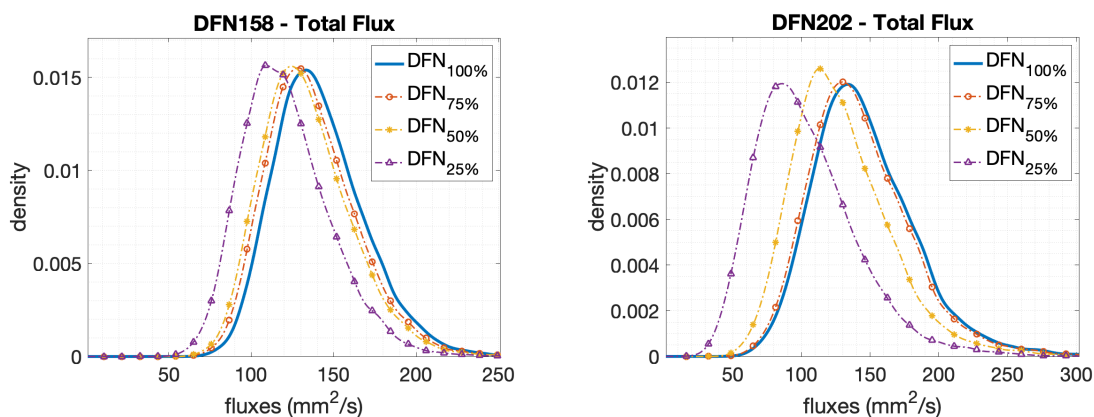 DFN158 - Total Flux
DFN100%
DFN75%
DFN50%
DFN25%
0.015
0.01
0.005
0
density
50
100
150
200
250
fluxes (mm2/s)
DFN202 - Total Flux
DFN100%
DFN75%
DFN50%
DFN25%
0.012
0.01
0.008
0.006
0.004
0.002
0
density
50
100
150
200
250
300
fluxes (mm2/s)